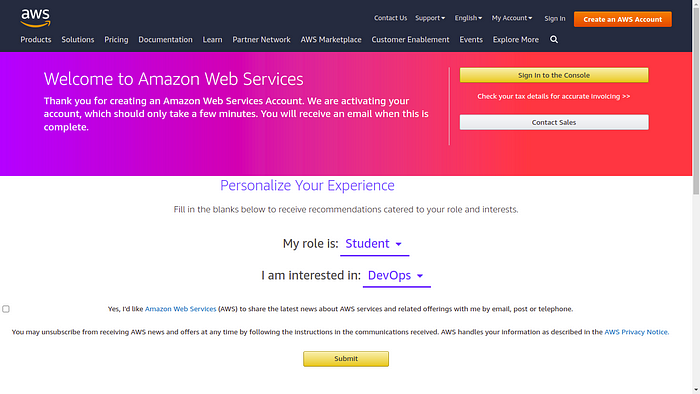 aws
Contact Us Support English My Account Sign In Create an AWS Account
Products Solutions Pricing Documentation Learn Partner Network AWS Marketplace Customer Enablement Events Explore More
Welcome to Amazon Web Services
Thank you for creating an Amazon Web Services Account. We are activating your
account, which should only take a few minutes. You will receive an email when this is
complete.
Sign In to the Console
Check your tax details for accurate invoicing >>
Contact Sales
Personalize Your Experience
Fill in the blanks below to receive recommendations catered to your role and interests.
My role is: Student
I am interested in: DevOps
Yes, I'd like Amazon Web Services (AWS) to share the latest news about AWS services and related offerings with me by email, post or telephone.
You may unsubscribe from receiving AWS news and offers at any time by following the instructions in the communications received. AWS handles your information as described in the AWS Privacy Notice.
Submit